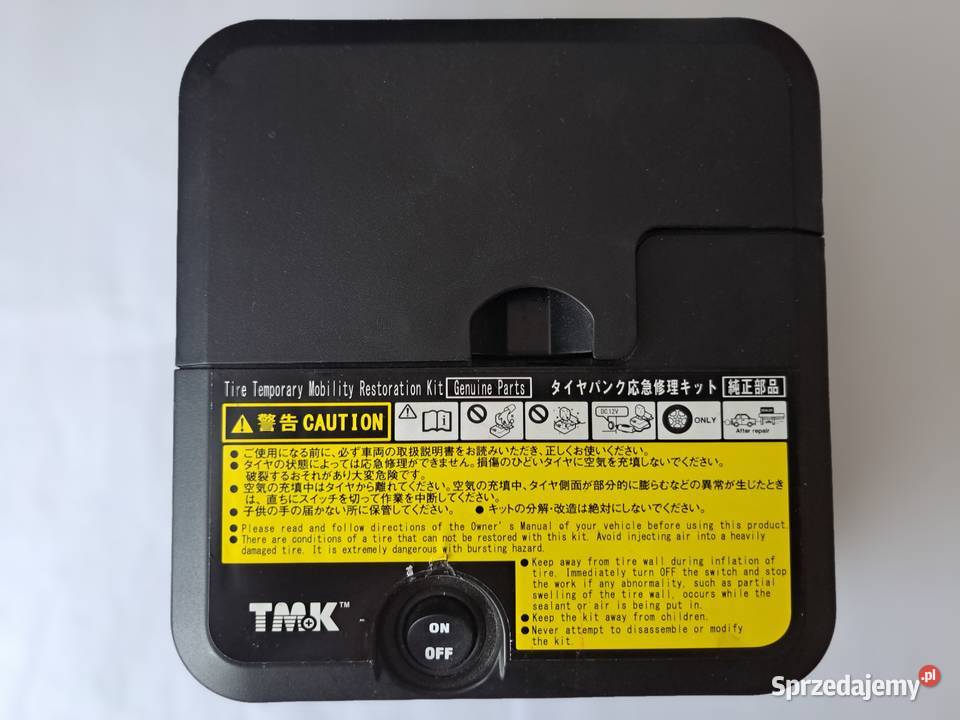 Tire Temporary Mobility Restoration Kit Genuine Parts タイヤパンク応急修理キット 純正部品
警告 CAUTION DC 12V ONLY DEALER After repair
● ご使用になる前に、必ず車両の取扱説明書をお読みいただき、正しくお使いください。
● タイヤの状態によっては応急修理ができません。損傷のひどいタイヤに空気を充填しないでください。
破裂するおそれがあり大変危険です。
● 空気の充填中はタイヤから離れてください。空気の充填中、タイヤ側面が部分的に膨らむなどの異常が生じたとき
は、直ちにスイッチを切って作業を中断してください。
● 子供の手の届かない所に保管してください。 ● キットの分解・改造は絶対にしないでください。
● Please read and follow directions of the Owner's Manual of your vehicle before using this product.
● There are conditions of a tire that can not be restored with this kit. Avoid injecting air into a heavily
damaged tire. It is extremely dangerous with bursting hazard.
● Keep away from tire wall during inflation of
tire. Immediately turn OFF the switch and stop
the work if any abnormality, such as partial
swelling of the tire wall, occurs while the
sealant or air is being put in.
● Keep the kit away from children.
● Never attempt to disassemble or modify
the kit.
TMK™
ON
OFF
Sprzedajemy.pl